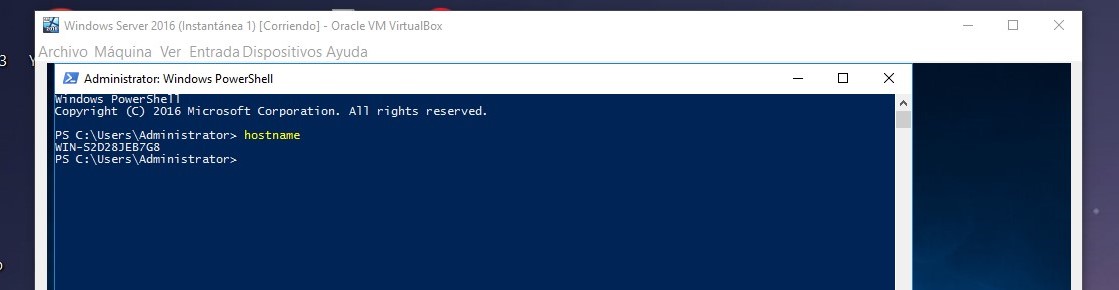 Windows Server 2016 (Instantánea 1) [Corriendo] - Oracle VM VirtualBox
Archivo Máquina Ver Entrada Dispositivos Ayuda
3 Y
Administrator: Windows PowerShell
Windows PowerShell
Copyright (C) 2016 Microsoft Corporation. All rights reserved.
PS C:\Users\Administrator> hostname
WIN-S2D28JEB7G8
PS C:\Users\Administrator>
o